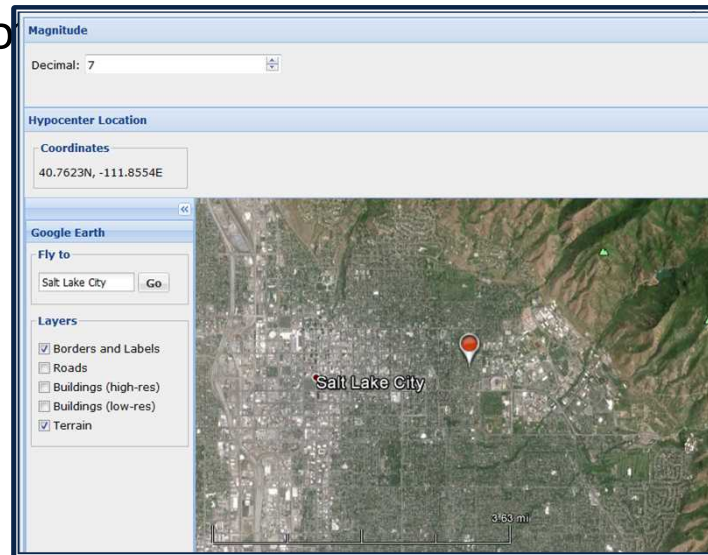 Magnitude
Decimal: 7
Hypocenter Location
Coordinates
40.7623N, -111.8554E
«
Google Earth
Fly to
Salt Lake City Go
Layers
Borders and Labels
Roads
Buildings (high-res)
Buildings (low-res)
Terrain
Salt Lake City
3.63 mi